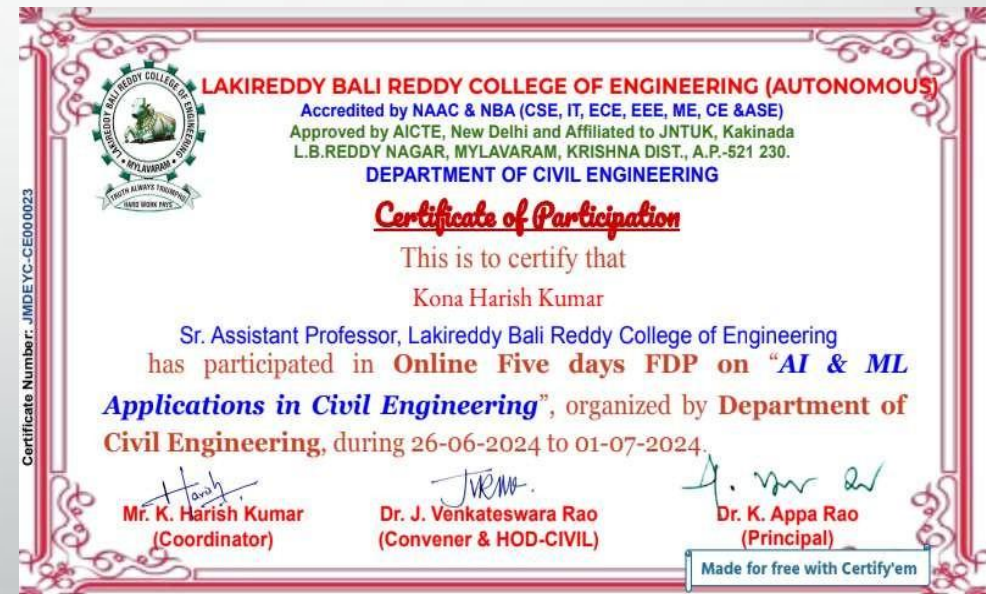 LAKIREDDY BALI REDDY COLLEGE OF ENGINEERING (AUTONOMOUS)
Accredited by NAAC & NBA (CSE, IT, ECE, EEE, ME, CE &ASE)
Approved by AICTE, New Delhi and Affiliated to JNTUK, Kakinada
L.B.REDDY NAGAR, MYLAVARAM, KRISHNA DIST., A.P.-521 230.
DEPARTMENT OF CIVIL ENGINEERING
LAKIREDDY BALI REDDY COLLEGE OF ENGINEERING
• MYLAVARAM •
TRUTH ALWAYS TRIUMPHS
HARD WORK PAYS
Certificate of Participation
This is to certify that
Kona Harish Kumar
Sr. Assistant Professor, Lakireddy Bali Reddy College of Engineering
has participated in Online Five days FDP on “AI & ML
Applications in Civil Engineering”, organized by Department of
Civil Engineering, during 26-06-2024 to 01-07-2024.
Harish
Mr. K. Harish Kumar
(Coordinator)
Dr. J. Venkateswara Rao
(Convener & HOD-CIVIL)
Dr. K. Appa Rao
(Principal)
Made for free with Certify'em
Certificate Number: JMDEYC-CE000023